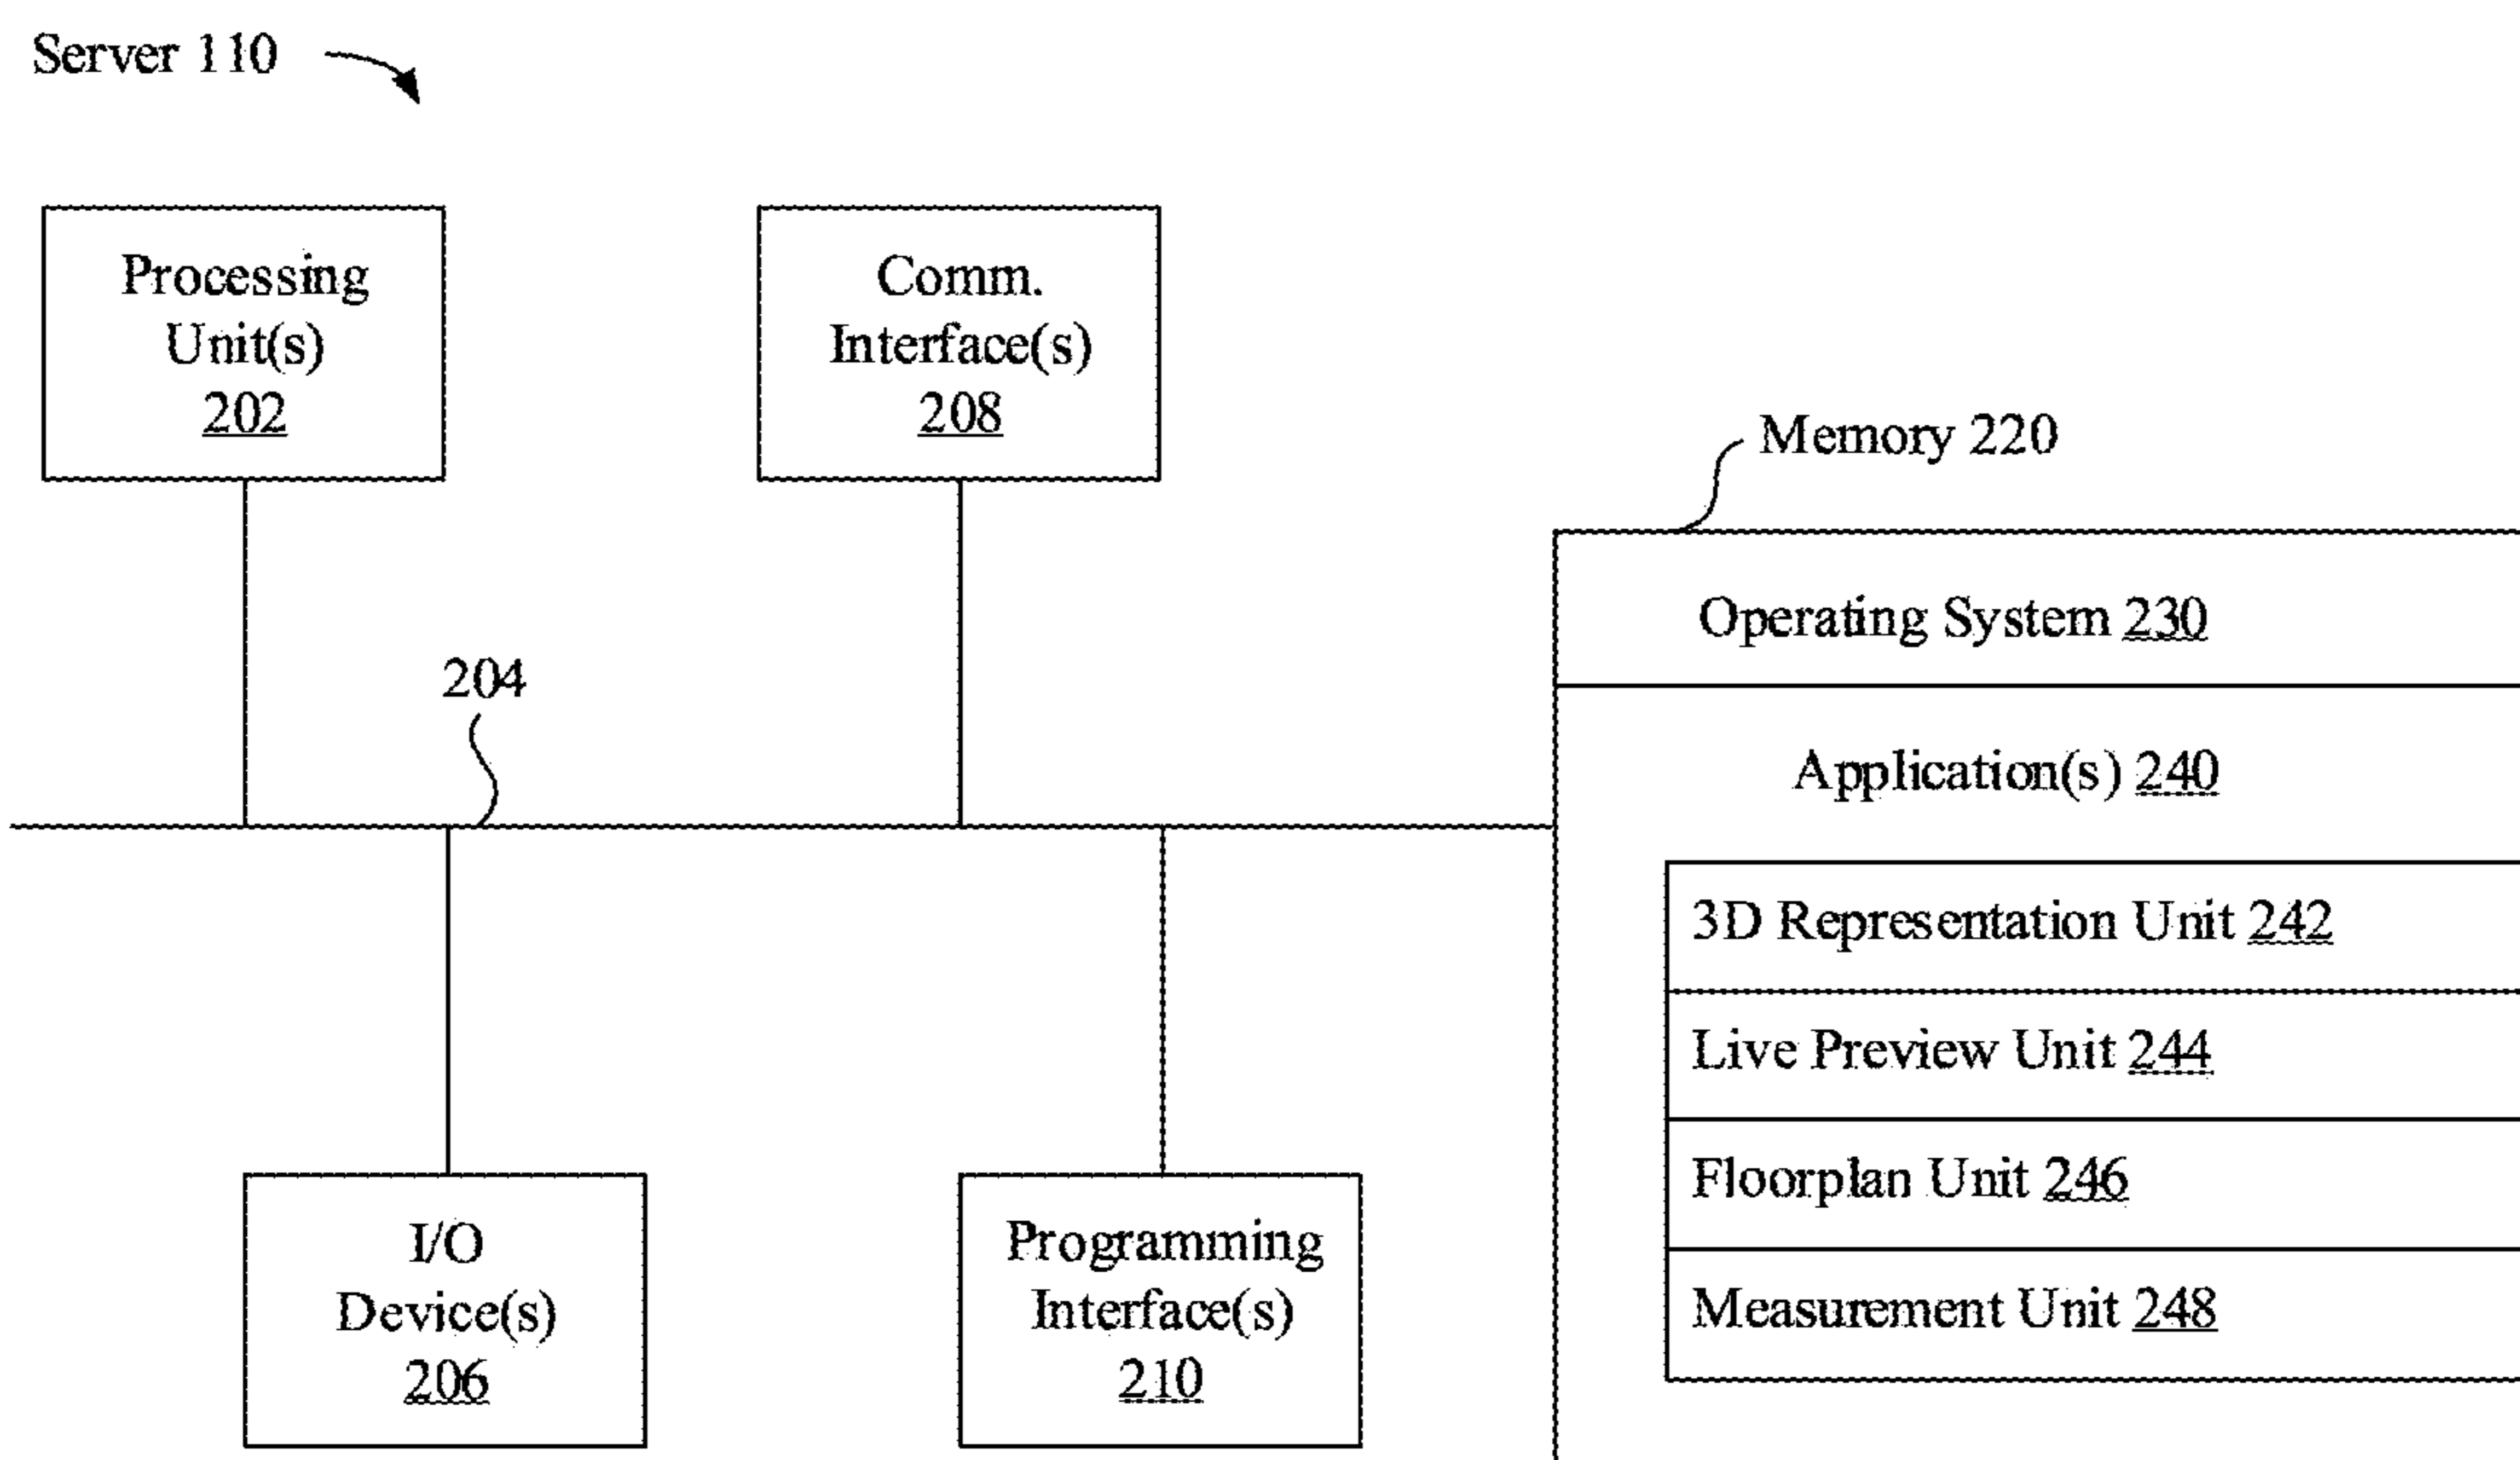 Server 110
Processing
Unit(s)
202
Comm.
Interface(s)
208
Memory 220
Operating System 230
204
Application(s) 240
3D Representation Unit 242
Live Preview Unit 244
Floorplan Unit 246
Measurement Unit 248
I/O
Device(s)
206
Programming
Interface(s)
210